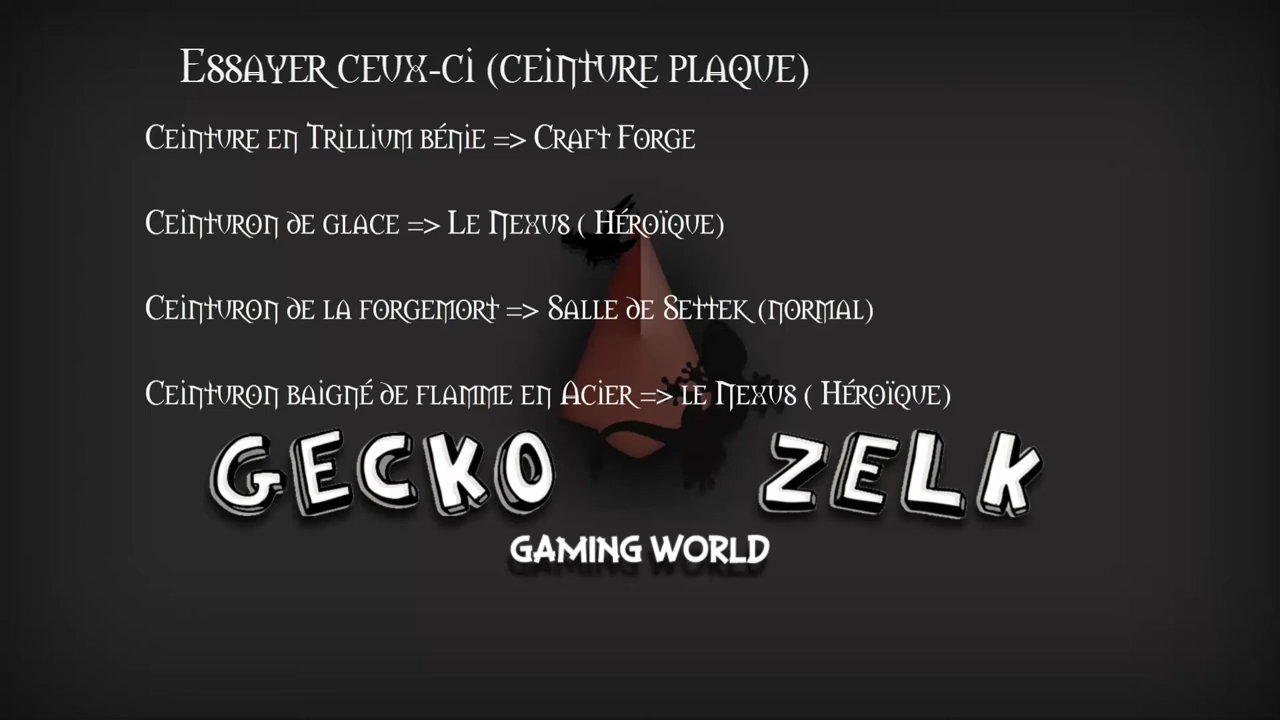 Essayer ceux-ci (ceinture plaque)
Ceinture en Trillium bénie => Craft Forge
Ceinturon de glace => Le Nexus ( Héroïque)
Ceinturon de la forgemort => Salle de Settek (normal)
Ceinturon baigné de flamme en Acier => le Nexus ( Héroïque)
GECKO ZELK
GAMING WORLD